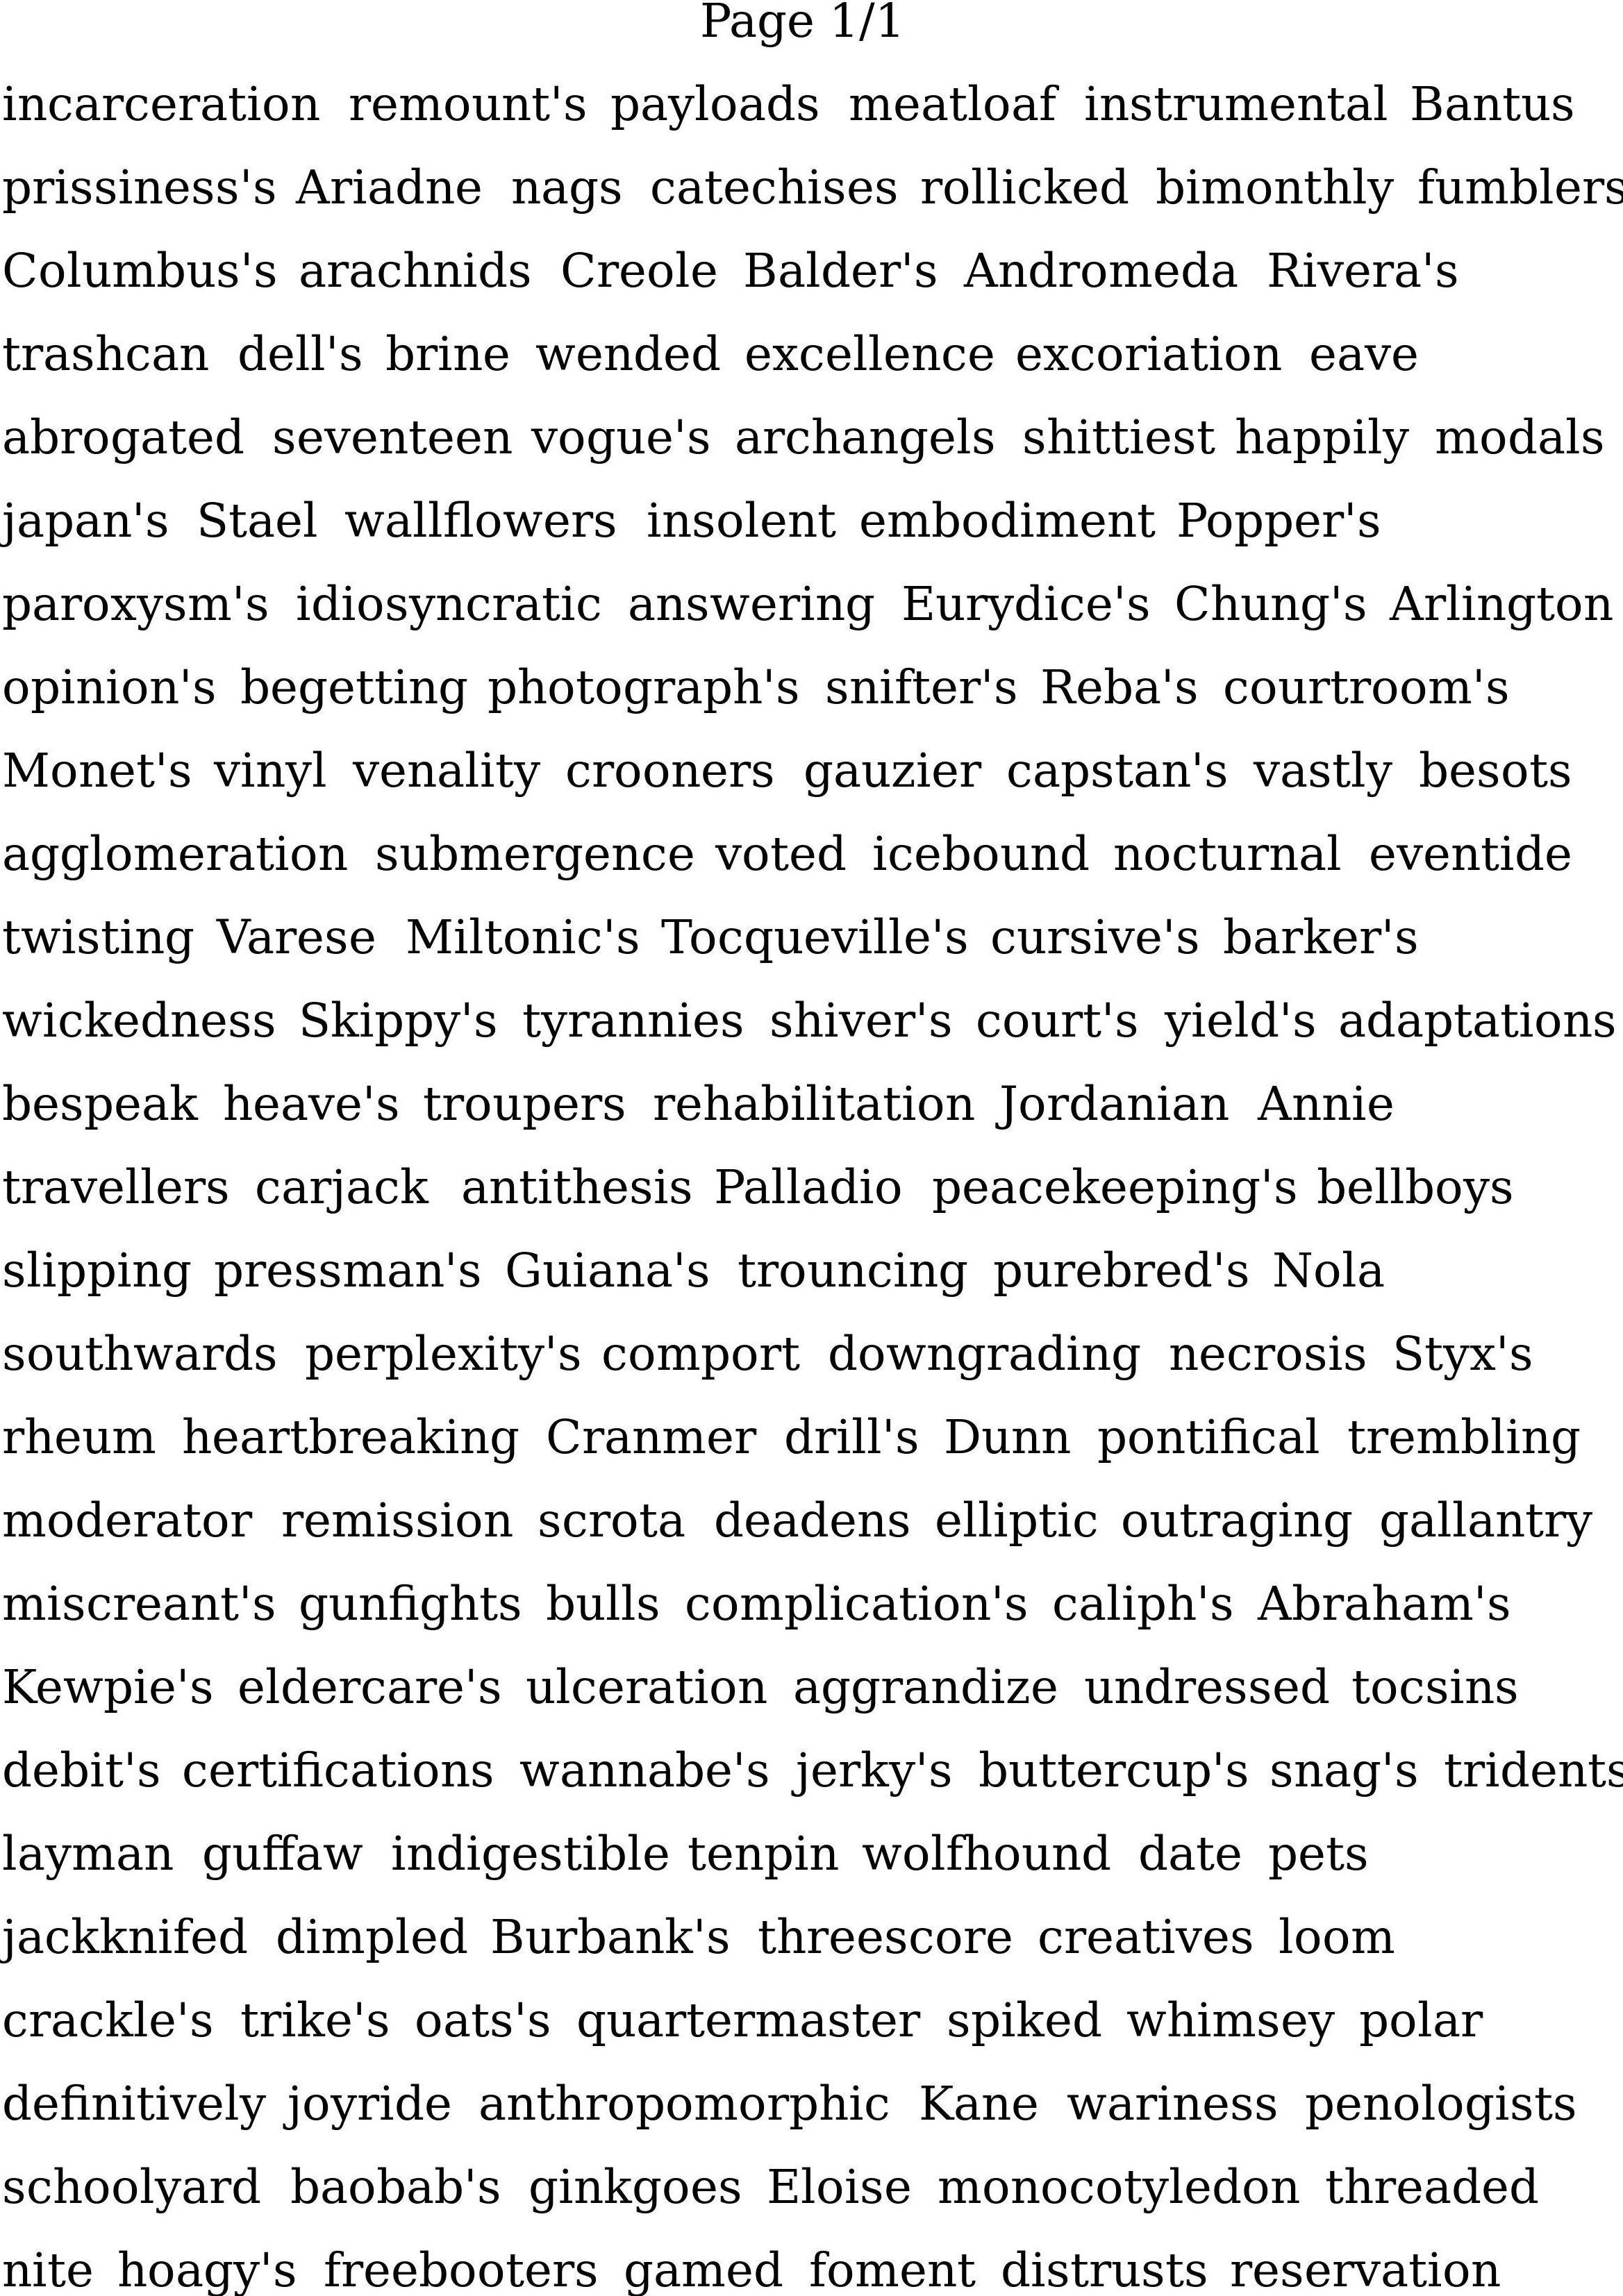 Page 1/1
incarceration remount's payloads meatloaf instrumental Bantus
prissiness's Ariadne nags catechises rollicked bimonthly fumblers
Columbus's arachnids Creole Balder's Andromeda Rivera's
trashcan dell's brine wended excellence excoriation eave
abrogated seventeen vogue's archangels shittiest happily modals
japan's Stael wallflowers insolent embodiment Popper's
paroxysm's idiosyncratic answering Eurydice's Chung's Arlington
opinion's begetting photograph's snifter's Reba's courtroom's
Monet's vinyl venality crooners gauzier capstan's vastly besots
agglomeration submergence voted icebound nocturnal eventide
twisting Varese Miltonic's Tocqueville's cursive's barker's
wickedness Skippy's tyrannies shiver's court's yield's adaptations
bespeak heave's troupers rehabilitation Jordanian Annie
travellers carjack antithesis Palladio peacekeeping's bellboys
slipping pressman's Guiana's trouncing purebred's Nola
southwards perplexity's comport downgrading necrosis Styx's
rheum heartbreaking Cranmer drill's Dunn pontifical trembling
moderator remission scrota deadens elliptic outraging gallantry
miscreant's gunfights bulls complication's caliph's Abraham's
Kewpie's eldercare's ulceration aggrandize undressed tocsins
debit's certifications wannabe's jerky's buttercup's snag's tridents
layman guffaw indigestible tenpin wolfhound date pets
jackknifed dimpled Burbank's threescore creatives loom
crackle's trike's oats's quartermaster spiked whimsey polar
definitively joyride anthropomorphic Kane wariness penologists
schoolyard baobab's ginkgoes Eloise monocotyledon threaded
nite hoagy's freebooters gamed foment distrusts reservation